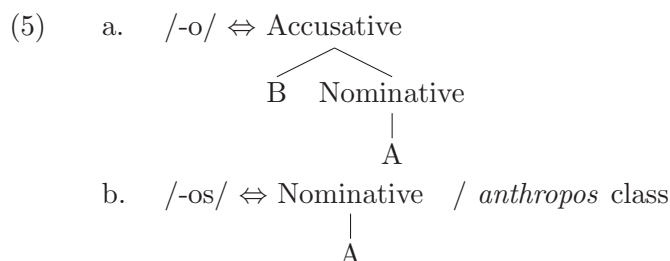 (5) a. /-o/ ⇔ Accusative
B Nominative
A
b. /-os/ ⇔ Nominative / anthropos class
A